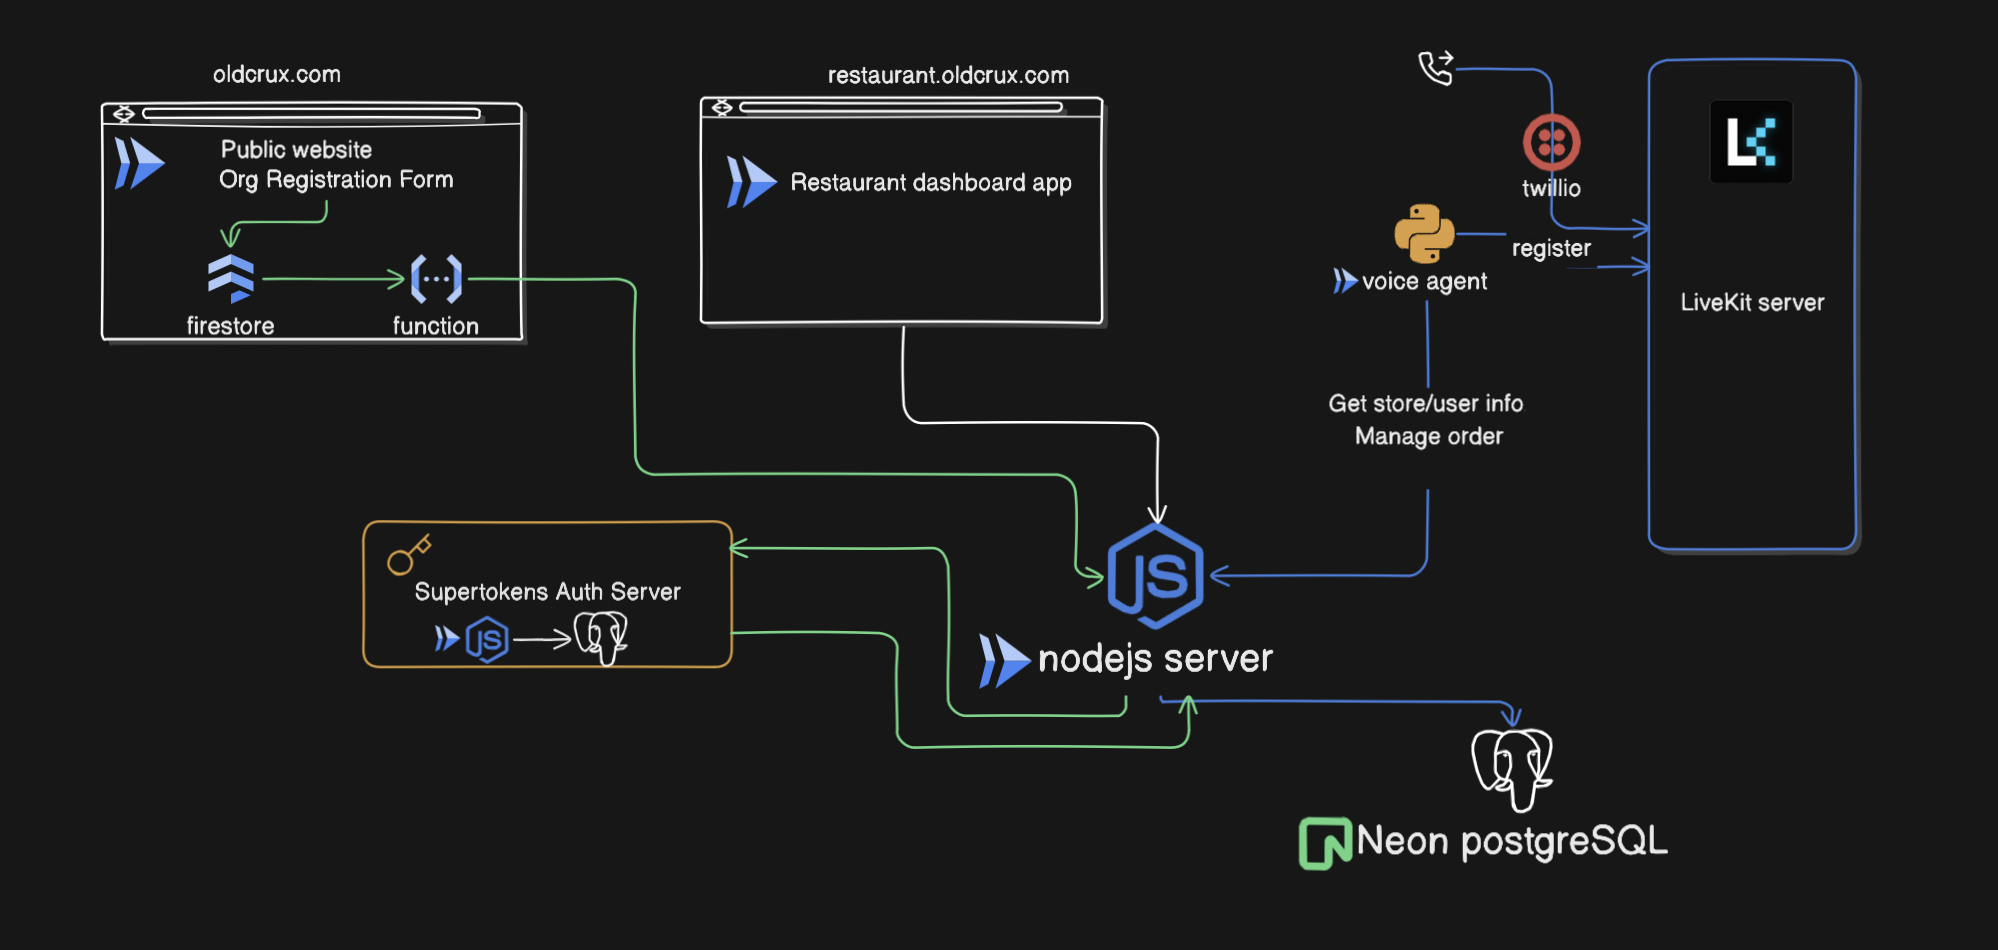 oldcrux.com
Public website
Org Registration Form
firestore
function
restaurant.oldcrux.com
Restaurant dashboard app
twillio
register
voice agent
LK
LiveKit server
Get store/user info
Manage order
Supertokens Auth Server
JS
JS
nodejs server
Neon postgreSQL